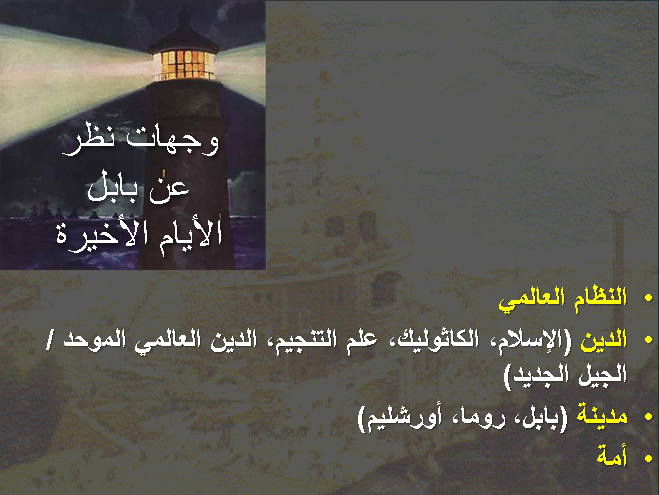 وجهات نظر
عن بابل
الأيام الأخيرة
• النظام العالمي
• الدين (الإسلام، الكاثوليك، علم التنجيم، الدين العالمي الموحد /
الجيل الجديد)
• مدينة (بابل، روما، أورشليم)
• أمة